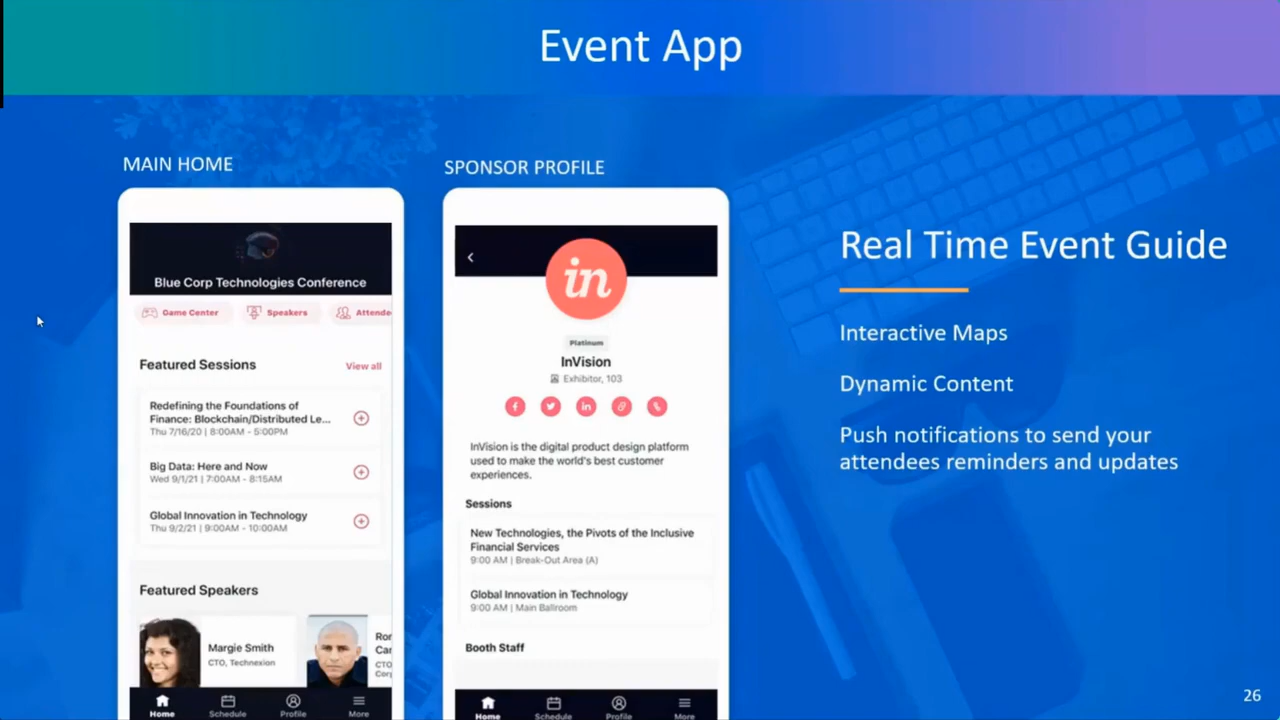 Event App
MAIN HOME
Blue Corp Technologies Conference
Game Center
Speakers
Featured Sessions
View all
Redefining the Foundations of
Finance: Blockchain/Distributed Le...
Thu 7/16/20 | 8:00AM - 5:00PM
Big Data: Here and Now
Wed 9/1/21 | 7:00AM - 8:15AM
Global Innovation in Technology
Thu 9/2/21 | 9:00AM - 10:00AM
Featured Speakers
Margie Smith
CTO, Technexion
Home
Schedule
Profile
More
SPONSOR PROFILE
in
Platinum
InVision
Exhibitor, 103
InVision is the digital product design platform
used to make the world's best customer
experiences.
Sessions
New Technologies, the Pivots of the Inclusive
Financial Services
9:00 AM | Break-Out Area (A)
Global Innovation in Technology
9:00 AM | Main Ballroom
Booth Staff
Home
Schedule
Profile
More
Real Time Event Guide
Interactive Maps
Dynamic Content
Push notifications to send your
attendees reminders and updates
26